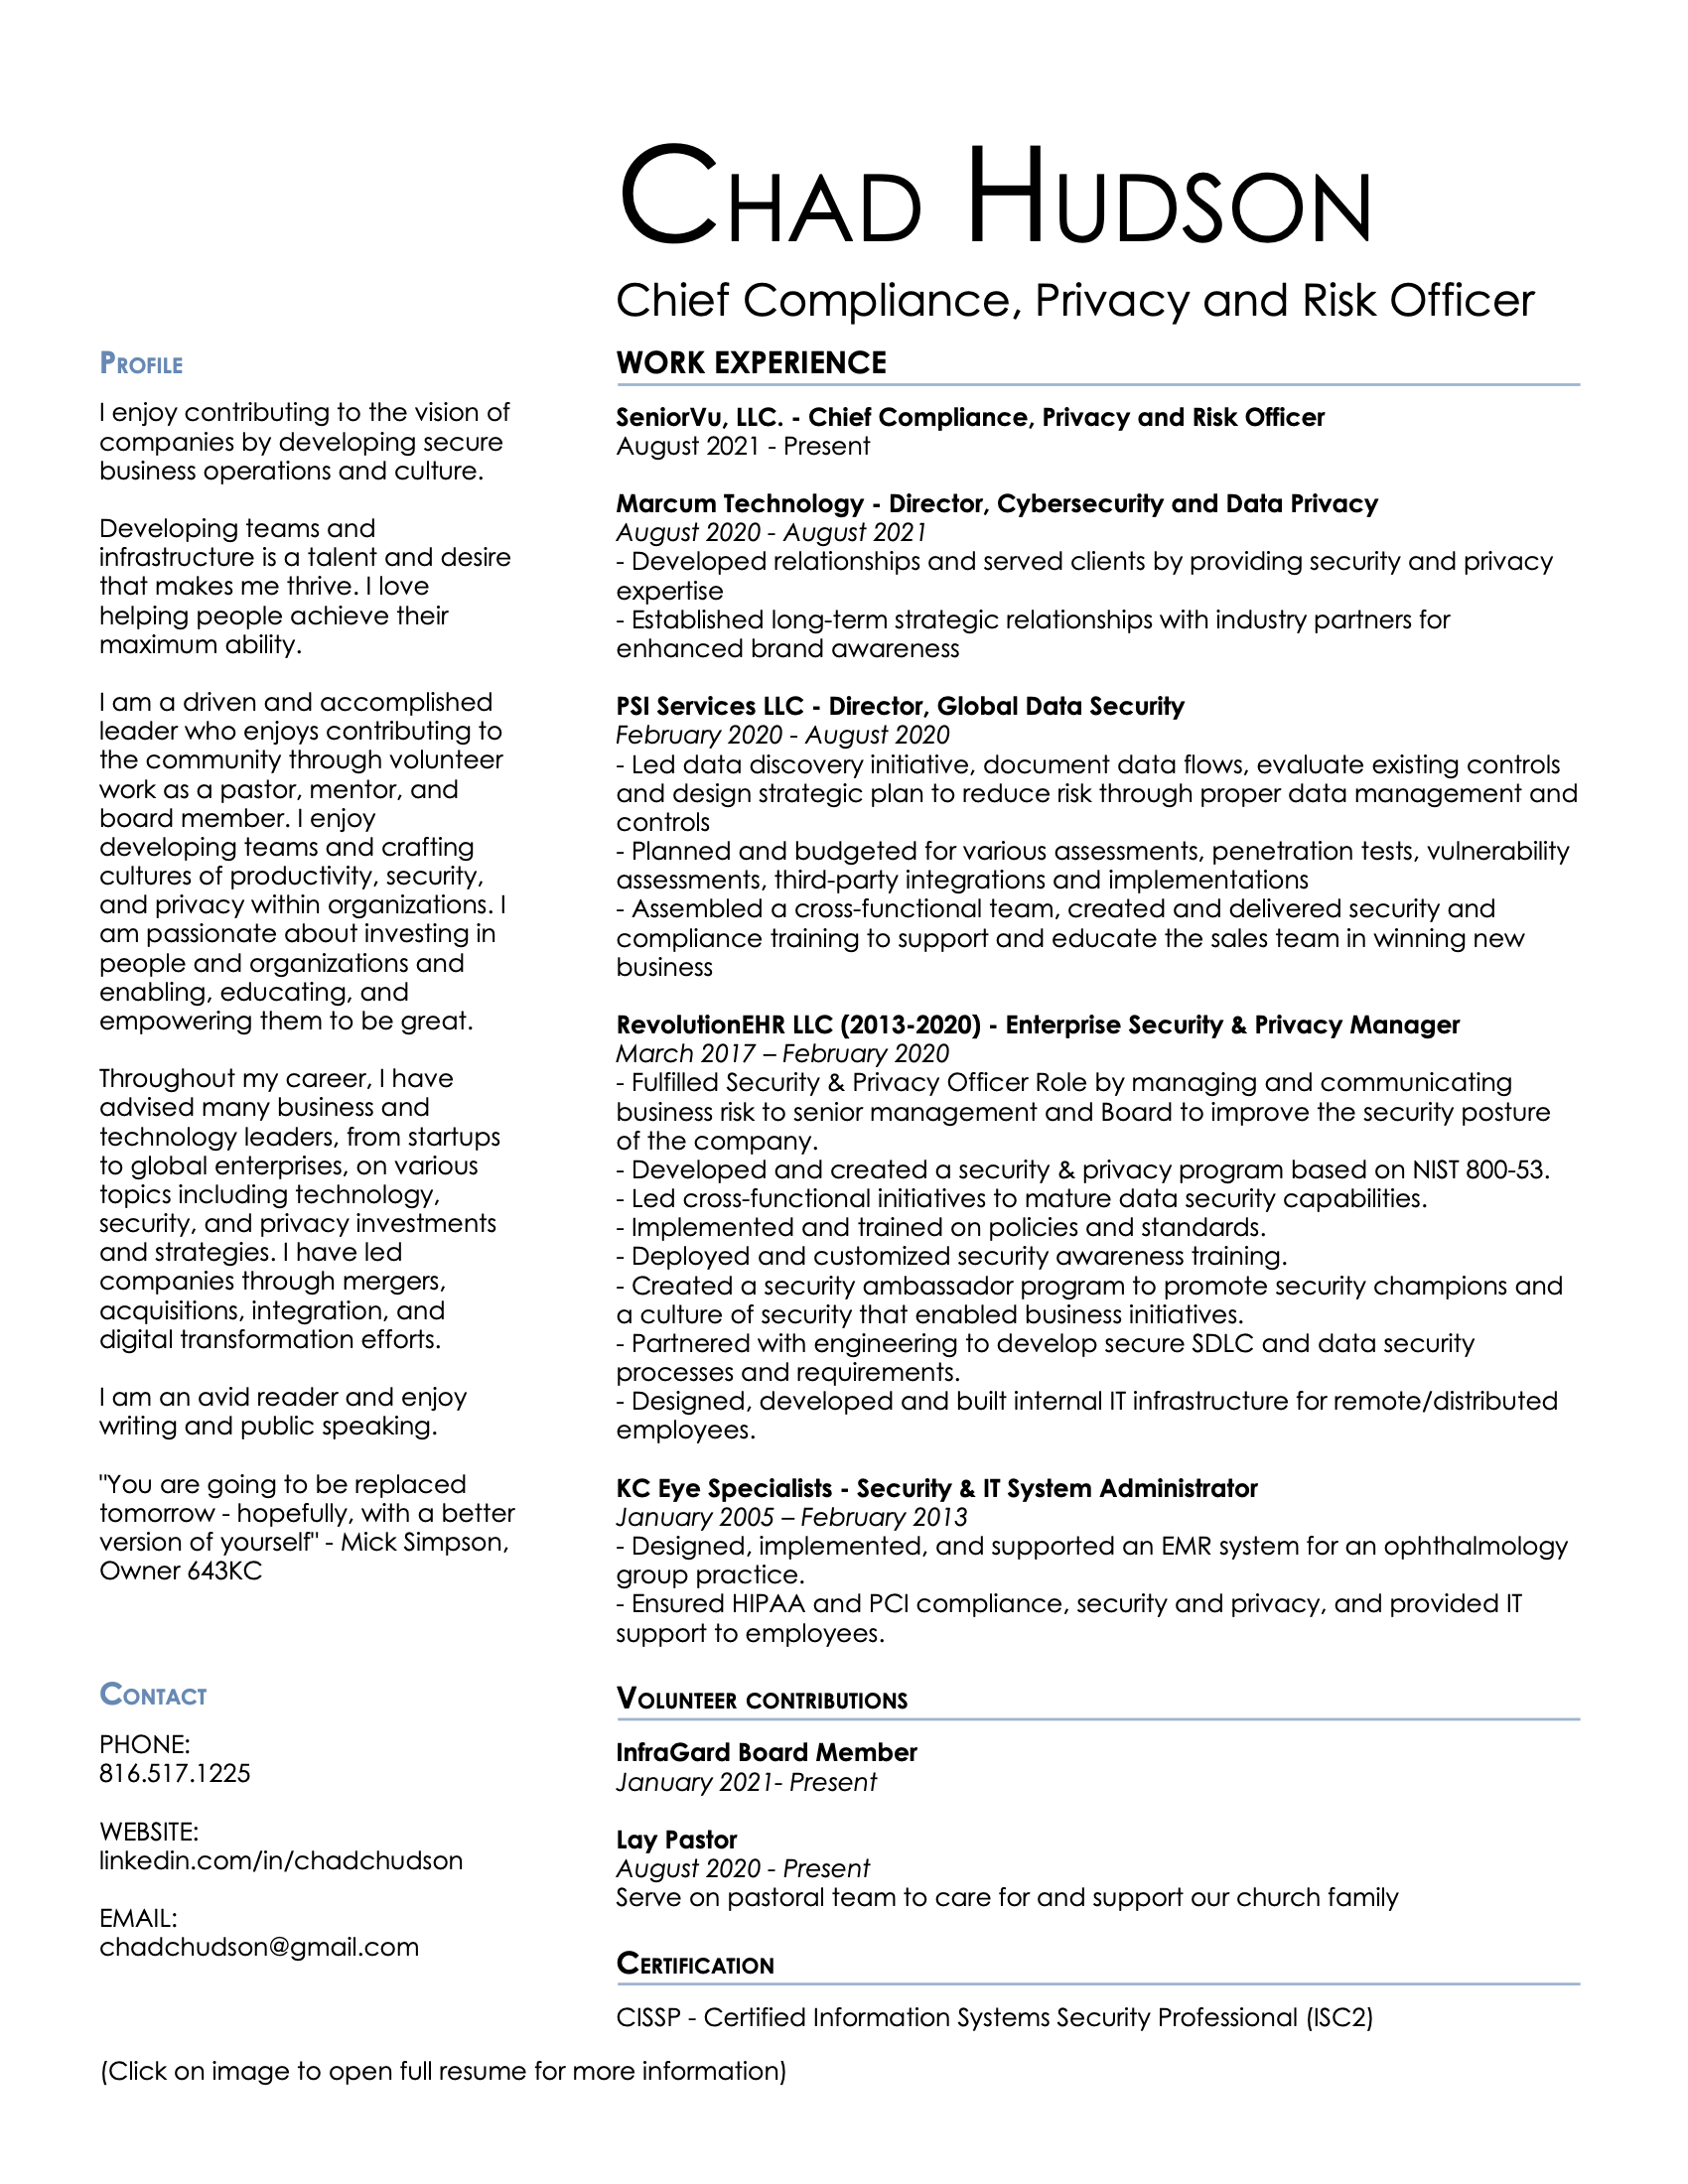 CHAD HUDSON
Chief Compliance, Privacy and Risk Officer
PROFILE
I enjoy contributing to the vision of
companies by developing secure
business operations and culture.
Developing teams and
infrastructure is a talent and desire
that makes me thrive. I love
helping people achieve their
maximum ability.
I am a driven and accomplished
leader who enjoys contributing to
the community through volunteer
work as a pastor, mentor, and
board member. I enjoy
developing teams and crafting
cultures of productivity, security,
and privacy within organizations. I
am passionate about investing in
people and organizations and
enabling, educating, and
empowering them to be great.
Throughout my career, I have
advised many business and
technology leaders, from startups
to global enterprises, on various
topics including technology,
security, and privacy investments
and strategies. I have led
companies through mergers,
acquisitions, integration, and
digital transformation efforts.
I am an avid reader and enjoy
writing and public speaking.
"You are going to be replaced
tomorrow - hopefully, with a better
version of yourself" - Mick Simpson,
Owner 643KC
CONTACT
PHONE:
816.517.1225
WEBSITE:
linkedin.com/in/chadchudson
EMAIL:
chadchudson@gmail.com
WORK EXPERIENCE
SeniorVu, LLC. - Chief Compliance, Privacy and Risk Officer
August 2021 - Present
Marcum Technology - Director, Cybersecurity and Data Privacy
August 2020 - August 2021
- Developed relationships and served clients by providing security and privacy
expertise
- Established long-term strategic relationships with industry partners for
enhanced brand awareness
PSI Services LLC - Director, Global Data Security
February 2020 - August 2020
- Led data discovery initiative, document data flows, evaluate existing controls
and design strategic plan to reduce risk through proper data management and
controls
- Planned and budgeted for various assessments, penetration tests, vulnerability
assessments, third-party integrations and implementations
- Assembled a cross-functional team, created and delivered security and
compliance training to support and educate the sales team in winning new
business
RevolutionEHR LLC (2013-2020) - Enterprise Security & Privacy Manager
March 2017 – February 2020
- Fulfilled Security & Privacy Officer Role by managing and communicating
business risk to senior management and Board to improve the security posture
of the company.
- Developed and created a security & privacy program based on NIST 800-53.
- Led cross-functional initiatives to mature data security capabilities.
- Implemented and trained on policies and standards.
- Deployed and customized security awareness training.
- Created a security ambassador program to promote security champions and
a culture of security that enabled business initiatives.
- Partnered with engineering to develop secure SDLC and data security
processes and requirements.
- Designed, developed and built internal IT infrastructure for remote/distributed
employees.
KC Eye Specialists - Security & IT System Administrator
January 2005 – February 2013
- Designed, implemented, and supported an EMR system for an ophthalmology
group practice.
- Ensured HIPAA and PCI compliance, security and privacy, and provided IT
support to employees.
VOLUNTEER CONTRIBUTIONS
InfraGard Board Member
January 2021- Present
Lay Pastor
August 2020 - Present
Serve on pastoral team to care for and support our church family
CERTIFICATION
CISSP - Certified Information Systems Security Professional (ISC2)
(Click on image to open full resume for more information)